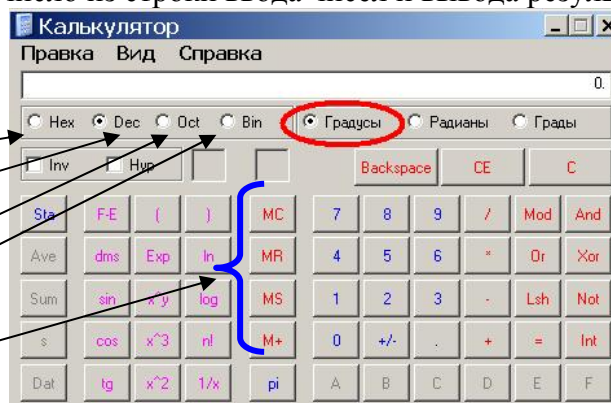 Калькулятор
Правка Вид Справка
0.
Hex Dec Oct Bin Градусы Радианы Грады
Inv Hyp Backspace CE C
Sta F-E ( ) MC 7 8 9 / Mod And
Ave dms Exp ln MR 4 5 6 * Or Xor
Sum sin x^y log MS 1 2 3 - Lsh Not
s cos x^3 n! M+ 0 +/- . + = Int
Dat tg x^2 1/x pi A B C D E F